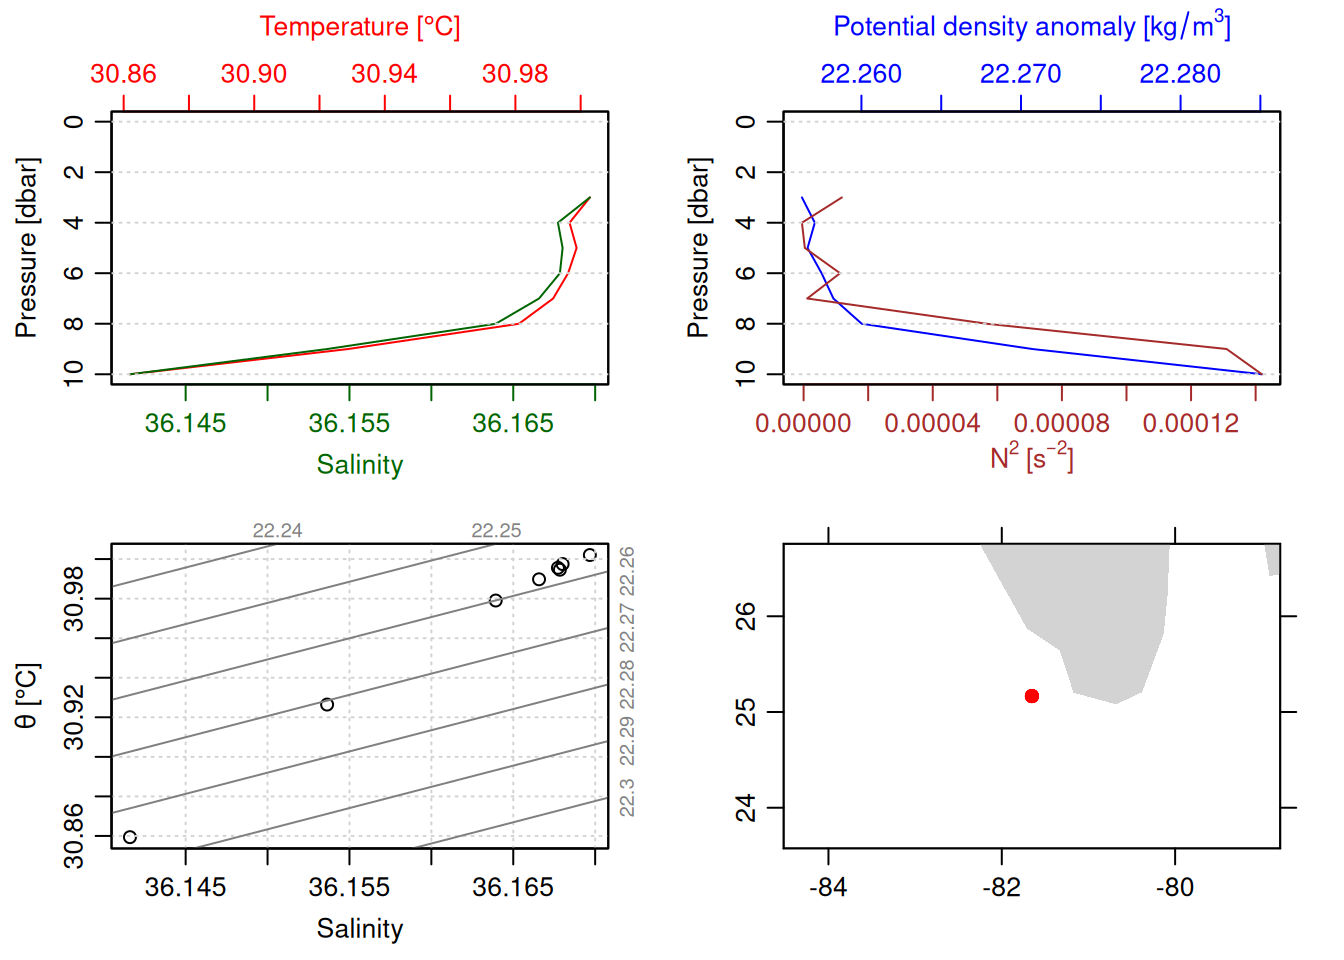 Temperature [°C]
30.86 30.90 30.94 30.98
Pressure [dbar]
0
2
4
6
8
10
36.145 36.155 36.165
Salinity
Potential density anomaly [kg/m³]
22.260 22.270 22.280
Pressure [dbar]
0
2
4
6
8
10
0.00000 0.00004 0.00008 0.00012
N² [s⁻²]
22.24 22.25
22.26
22.27
22.28
22.29
22.3
θ [°C]
30.98
30.92
30.86
36.145 36.155 36.165
Salinity
26
25
24
-84 -82 -80